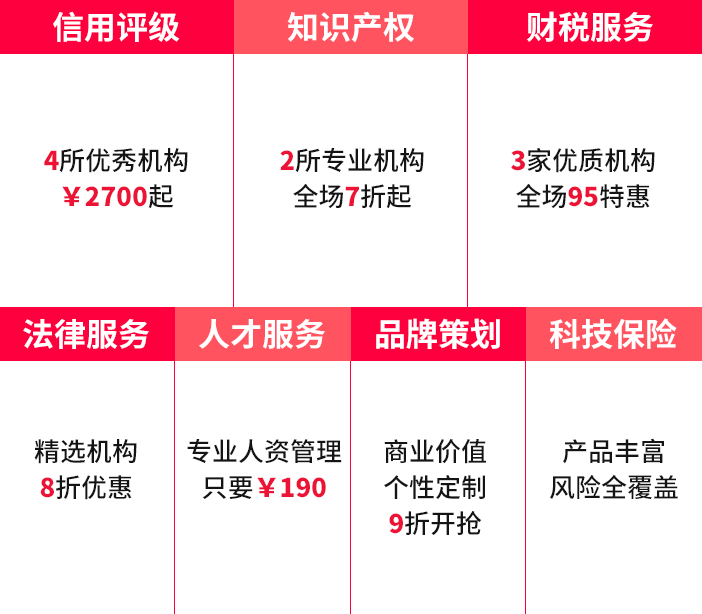 信用评级
知识产权
财税服务
4所优秀机构
￥2700起
2所专业机构
全场7折起
3家优质机构
全场95特惠
法律服务
人才服务
品牌策划
科技保险
精选机构
8折优惠
专业人资管理
只要￥190
商业价值
个性定制
9折开抢
产品丰富
风险全覆盖